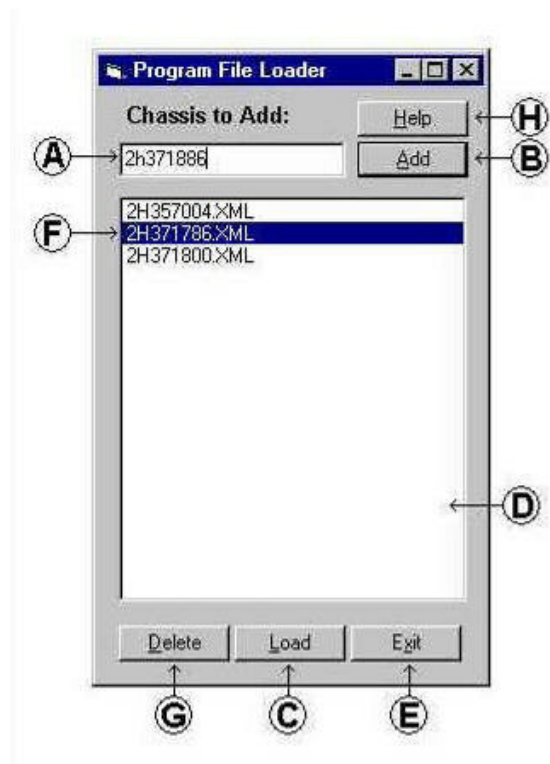 Program File Loader
Chassis to Add:
Help
H
A
2h371886
Add
B
2H357004.XML
F
2H371786.XML
2H371800.XML
D
Delete
Load
Exit
G
C
E